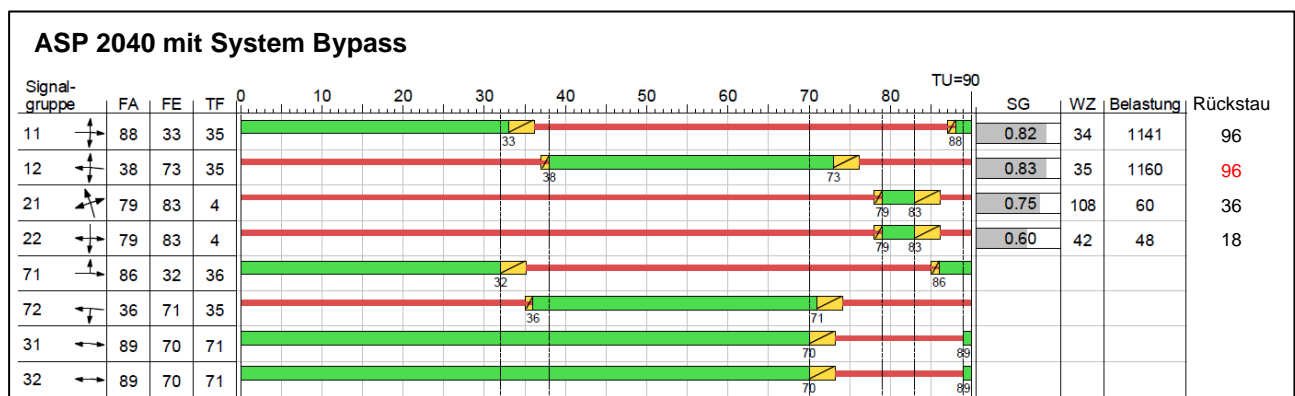 ASP 2040 mit System Bypass
TU=90
Signal-
gruppe FA FE TF 0 10 20 30 40 50 60 70 80 SG WZ Belastung Rückstau
11 88 33 35 33 88 0.82 34 1141 96
12 38 73 35 38 73 0.83 35 1160 96
21 79 83 4 79 83 0.75 108 60 36
22 79 83 4 79 83 0.60 42 48 18
71 86 32 36 32 86
72 36 71 35 36 71
31 89 70 71 70 89
32 89 70 71 70 89